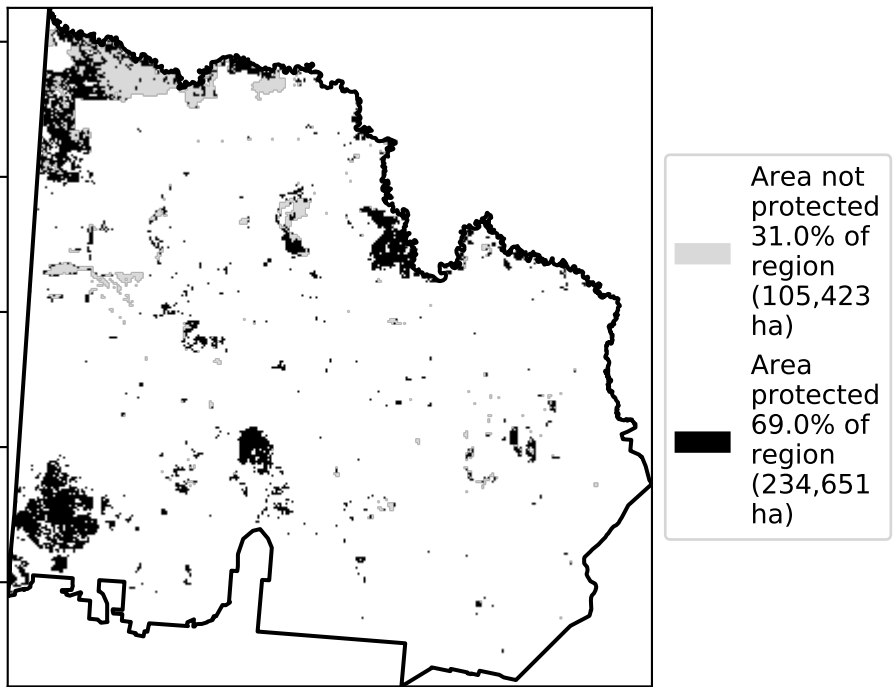 Area not
protected
31.0% of
region
(105,423
ha)
Area
protected
69.0% of
region
(234,651
ha)